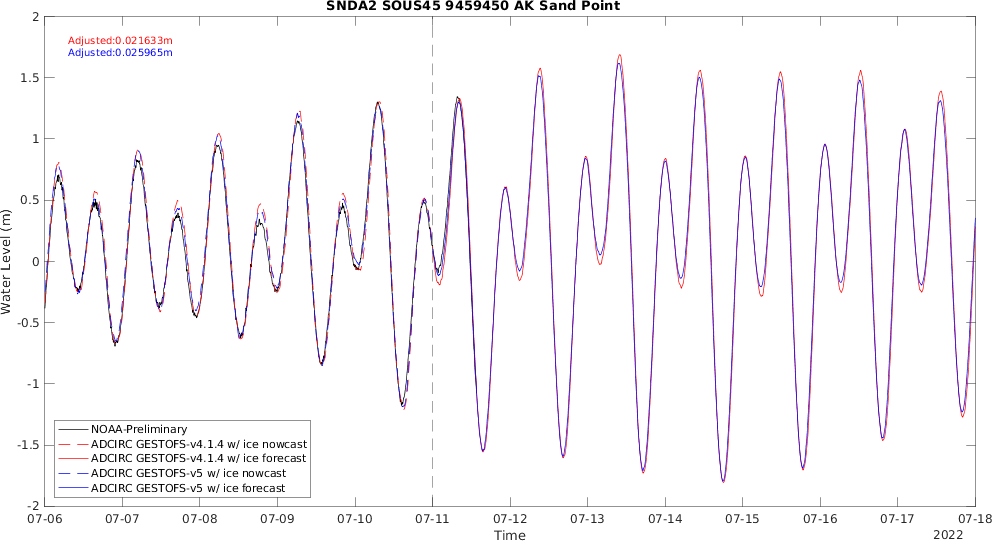 SNDA2 SOUS45 9459450 AK Sand Point
Adjusted:0.021633m
Adjusted:0.025965m
2
1.5
1
0.5
0
-0.5
-1
-1.5
-2
Water Level (m)
NOAA-Preliminary
ADCIRC GESTOFS-v4.1.4 w/ ice nowcast
ADCIRC GESTOFS-v4.1.4 w/ ice forecast
ADCIRC GESTOFS-v5 w/ ice nowcast
ADCIRC GESTOFS-v5 w/ ice forecast
07-06 07-07 07-08 07-09 07-10 07-11 07-12 07-13 07-14 07-15 07-16 07-17 07-18
Time
2022